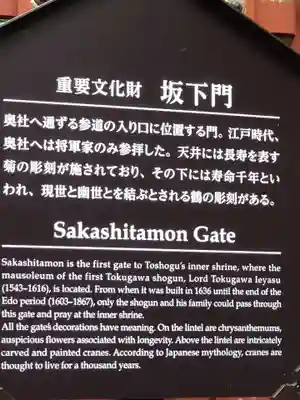 重要文化財 坂下門
奥社へ通ずる参道の入り口に位置する門。江戸時代、
奥社へは将軍家のみ参拝した。天井には長寿を表す
菊の彫刻が施されており、その下には寿命千年とい
われ、現世と幽世とを結ぶとされる鶴の彫刻がある。
Sakashitamon Gate
Sakashitamon is the first gate to Toshogu's inner shrine, where the
mausoleum of the first Tokugawa shogun, Lord Tokugawa Ieyasu
(1543–1616), is located. From when it was built in 1636 until the end of the
Edo period (1603–1867), only the shogun and his family could pass through
this gate and pray at the inner shrine.
All the gate's decorations have meaning. On the lintel are chrysanthemums,
auspicious flowers associated with longevity. Above the lintel are intricately
carved and painted cranes. According to Japanese mythology, cranes are
thought to live for a thousand years.